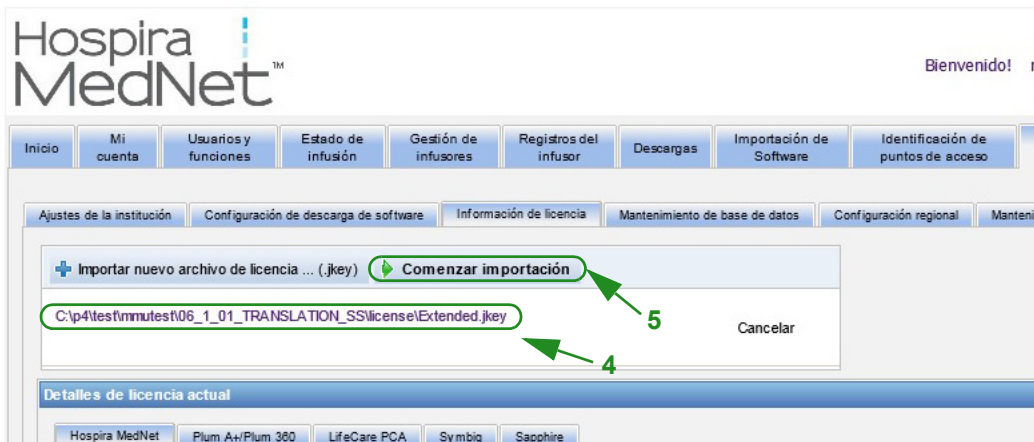 Hospira
MedNet™
Bienvenido!
Inicio
Mi cuenta
Usuarios y funciones
Estado de infusión
Gestión de infusores
Registros del infusor
Descargas
Importación de Software
Identificación de puntos de acceso
Ajustes de la institución
Configuración de descarga de software
Información de licencia
Mantenimiento de base de datos
Configuración regional
Manteni
Importar nuevo archivo de licencia ... (.jkey)
Comenzar importación
C:\p4\test\mmutest\06_1_01_TRANSLATION_SS\license\Extended.jkey
5
Cancelar
4
Detalles de licencia actual
Hospira MedNet
Plum A+/Plum 360
LifeCare PCA
Symbiq
Sapphire